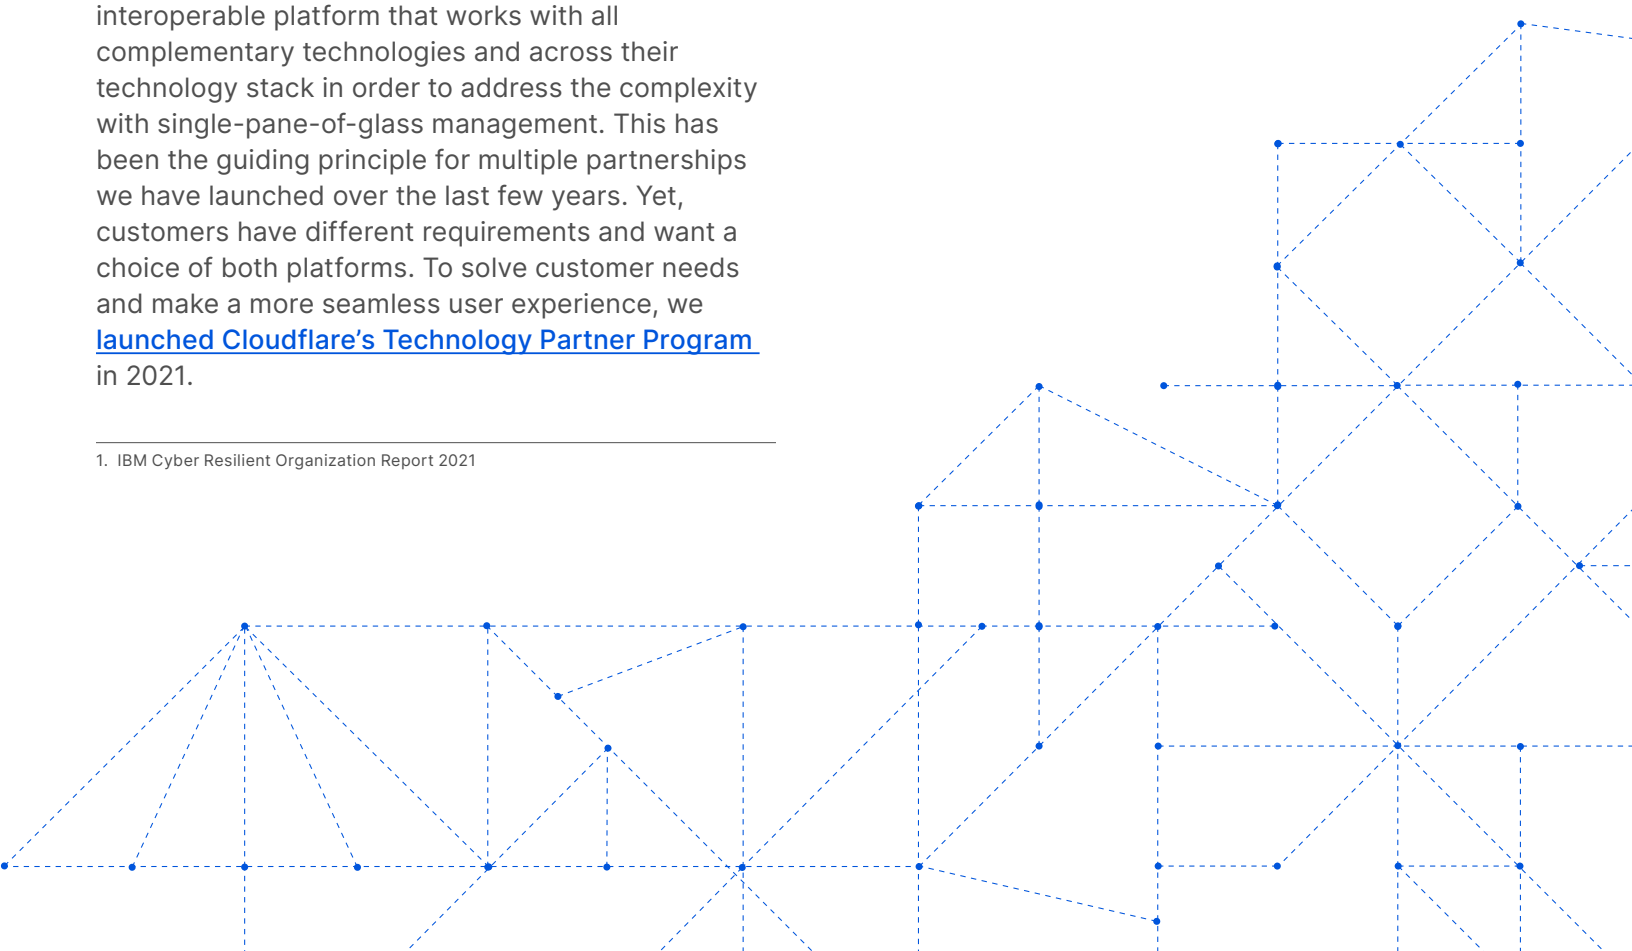 interoperable platform that works with all
complementary technologies and across their
technology stack in order to address the complexity
with single-pane-of-glass management. This has
been the guiding principle for multiple partnerships
we have launched over the last few years. Yet,
customers have different requirements and want a
choice of both platforms. To solve customer needs
and make a more seamless user experience, we
launched Cloudflare’s Technology Partner Program
in 2021.
1. IBM Cyber Resilient Organization Report 2021